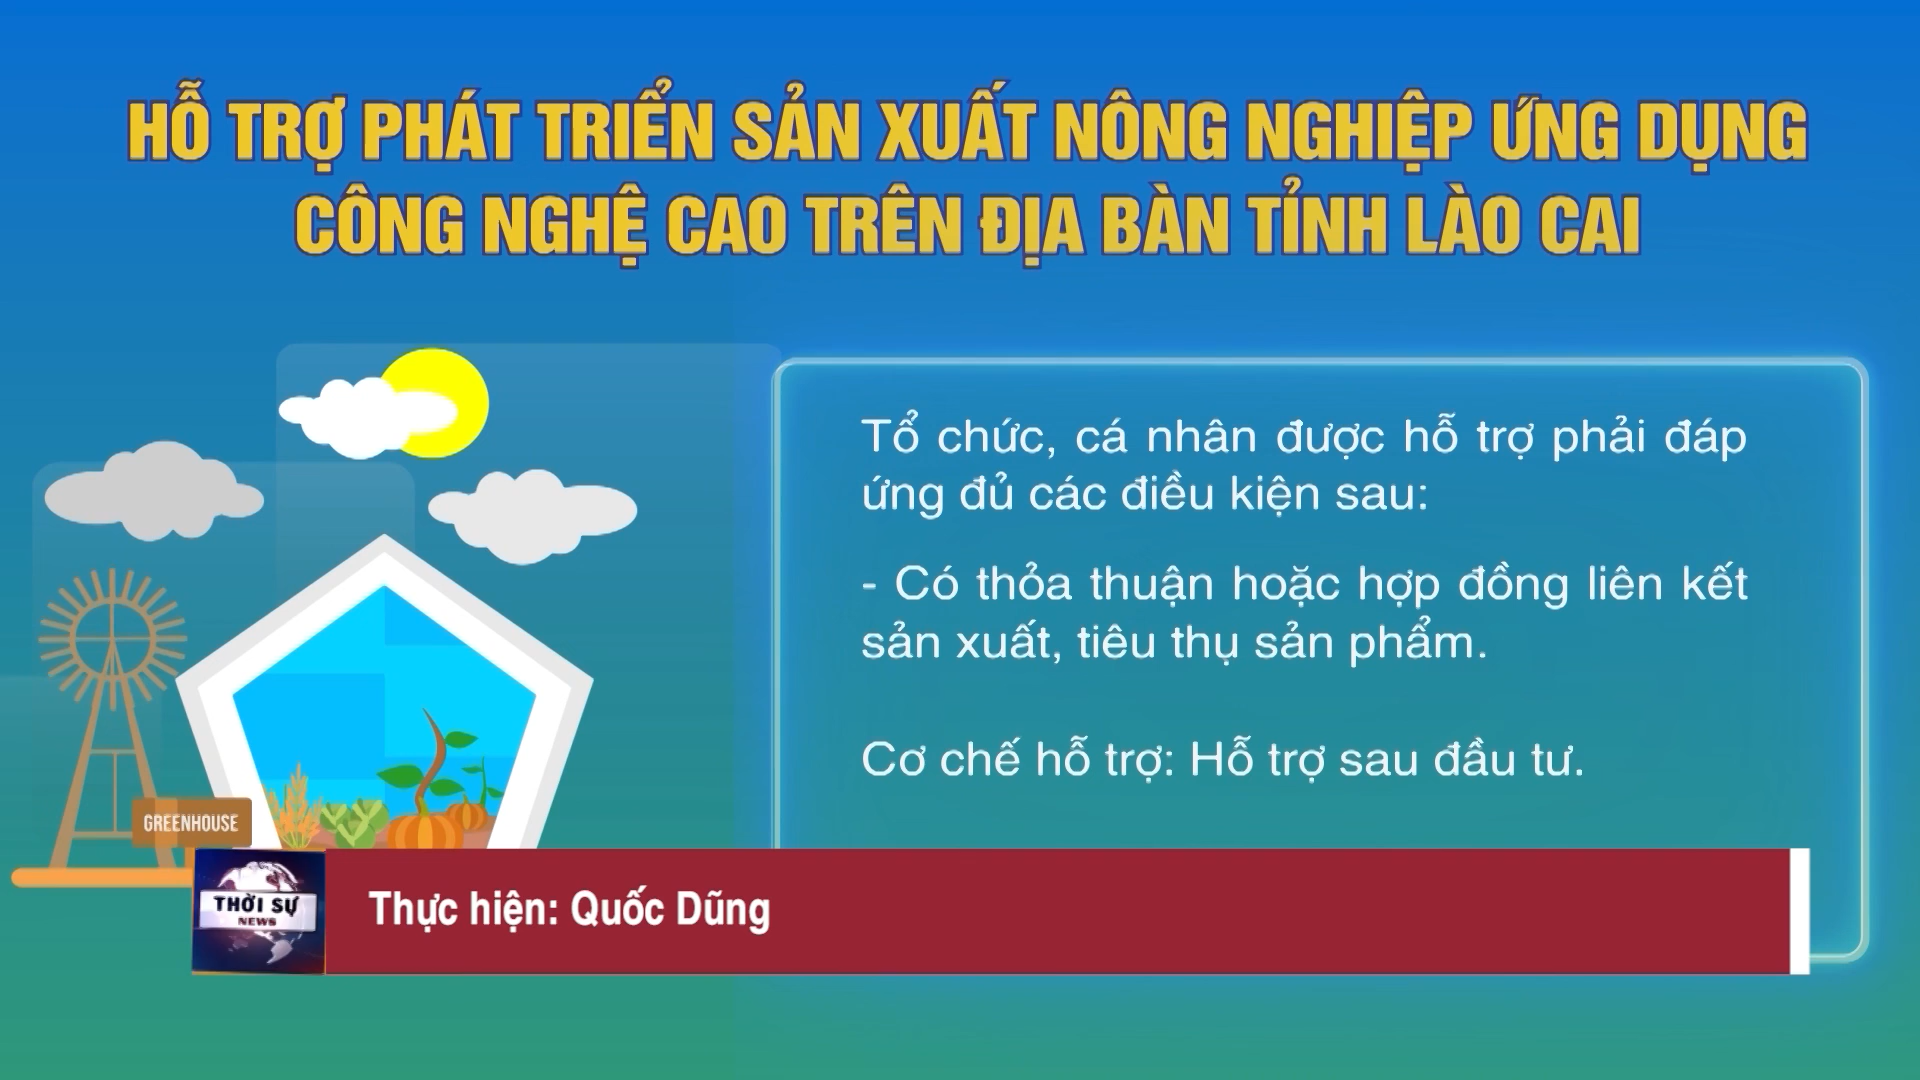 HỖ TRỢ PHÁT TRIỂN SẢN XUẤT NÔNG NGHIỆP ỨNG DỤNG
CÔNG NGHỆ CAO TRÊN ĐỊA BÀN TỈNH LÀO CAI
Tổ chức, cá nhân được hỗ trợ phải đáp
ứng đủ các điều kiện sau:
- Có thỏa thuận hoặc hợp đồng liên kết
sản xuất, tiêu thụ sản phẩm.
Cơ chế hỗ trợ: Hỗ trợ sau đầu tư.
GREENHOUSE
THỜI SỰ
NEWS
Thực hiện: Quốc Dũng